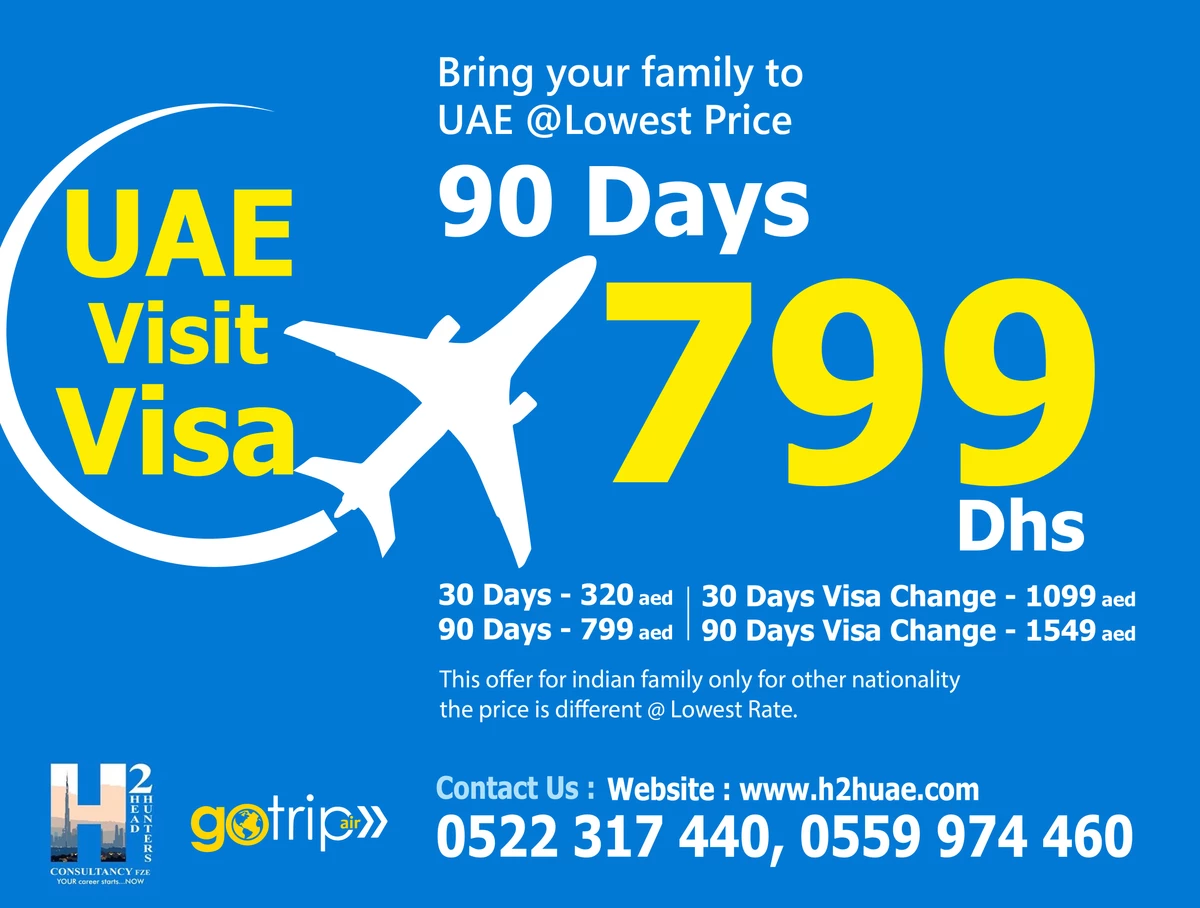 Bring your family to
UAE @Lowest Price
90 Days
799
Dhs
UAE
Visit
Visa
30 Days - 320 aed
90 Days - 799 aed
30 Days Visa Change - 1099 aed
90 Days Visa Change - 1549 aed
This offer for indian family only for other nationality
the price is different @ Lowest Rate.
Contact Us : Website : www.h2huae.com
0522 317 440, 0559 974 460
H2
HEAD
HUNTERS
CONSULTANCY FZE
YOUR career starts...NOW
gotrip air